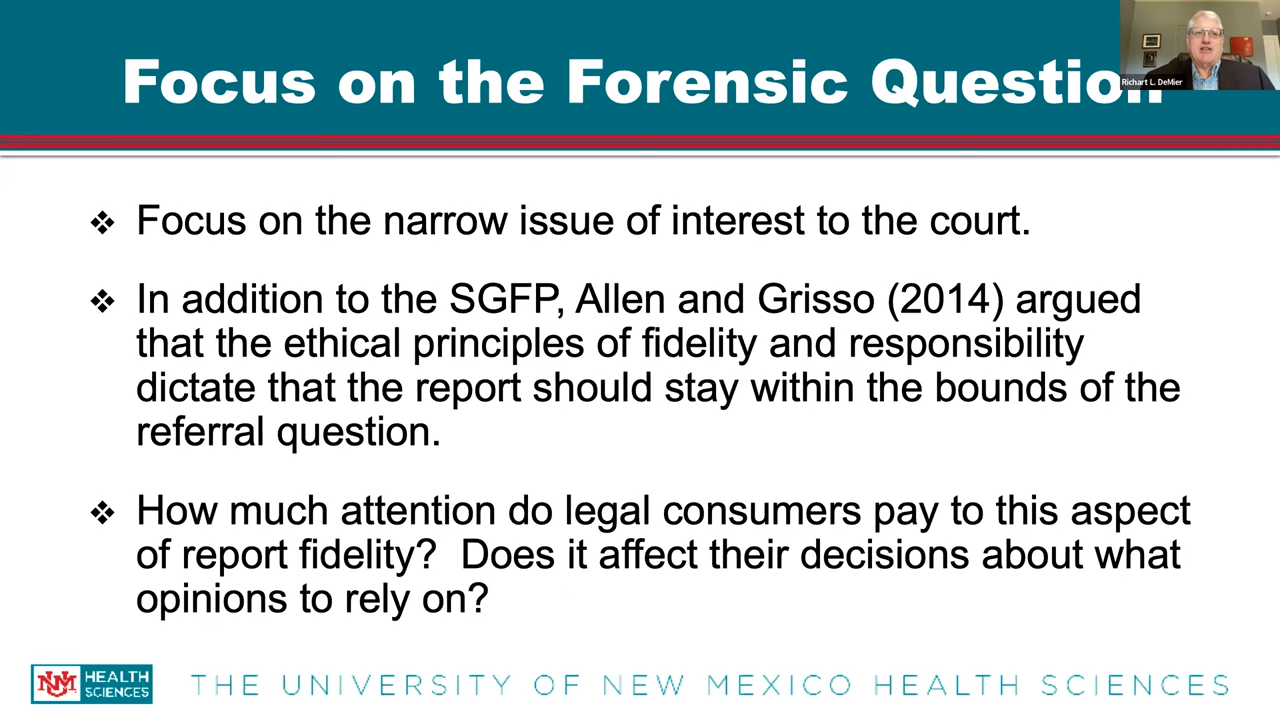 Focus on the Forensic Question
Richart L. DeMier
❖ Focus on the narrow issue of interest to the court.
❖ In addition to the SGFP, Allen and Grisso (2014) argued
that the ethical principles of fidelity and responsibility
dictate that the report should stay within the bounds of the
referral question.
❖ How much attention do legal consumers pay to this aspect
of report fidelity?  Does it affect their decisions about what
opinions to rely on?
UNM HEALTH
SCIENCES
THE UNIVERSITY OF NEW MEXICO HEALTH SCIENCES